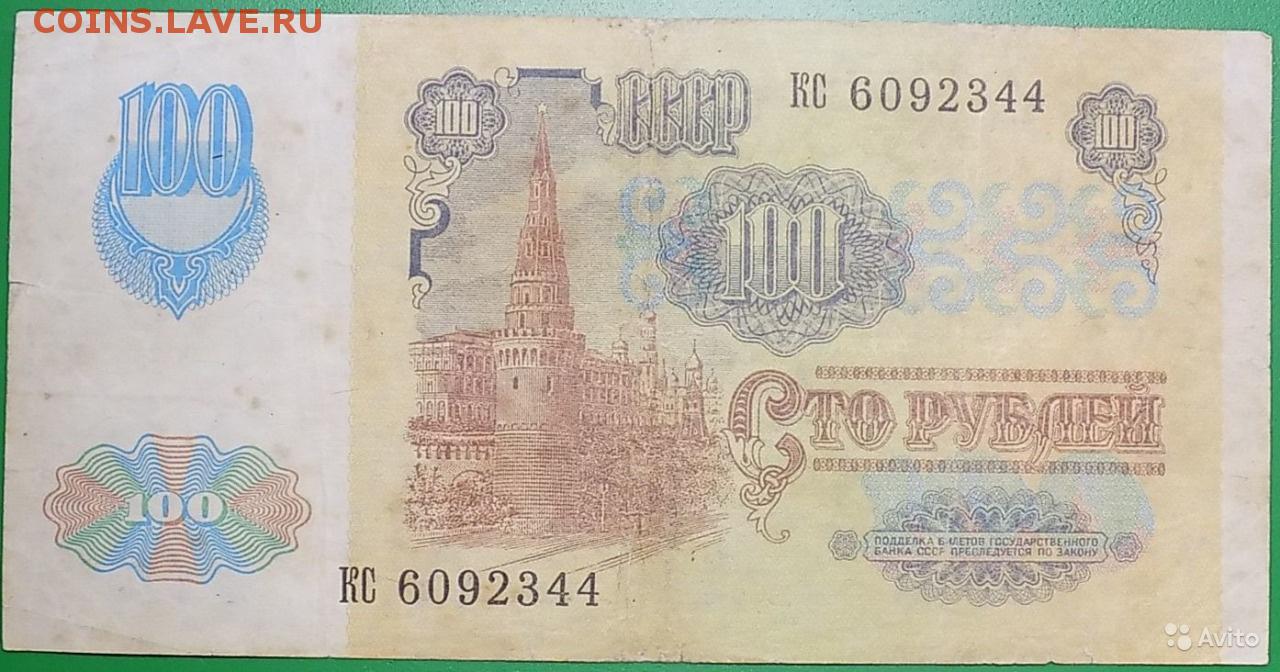 COINS.LAVE.RU
100
100
СССР
КС 6092344
100
100
Сто рублей
100
ПОДДЕЛКА БИЛЕТОВ ГОСУДАРСТВЕННОГО
БАНКА СССР ПРЕСЛЕДУЕТСЯ ПО ЗАКОНУ
КС 6092344
Avito